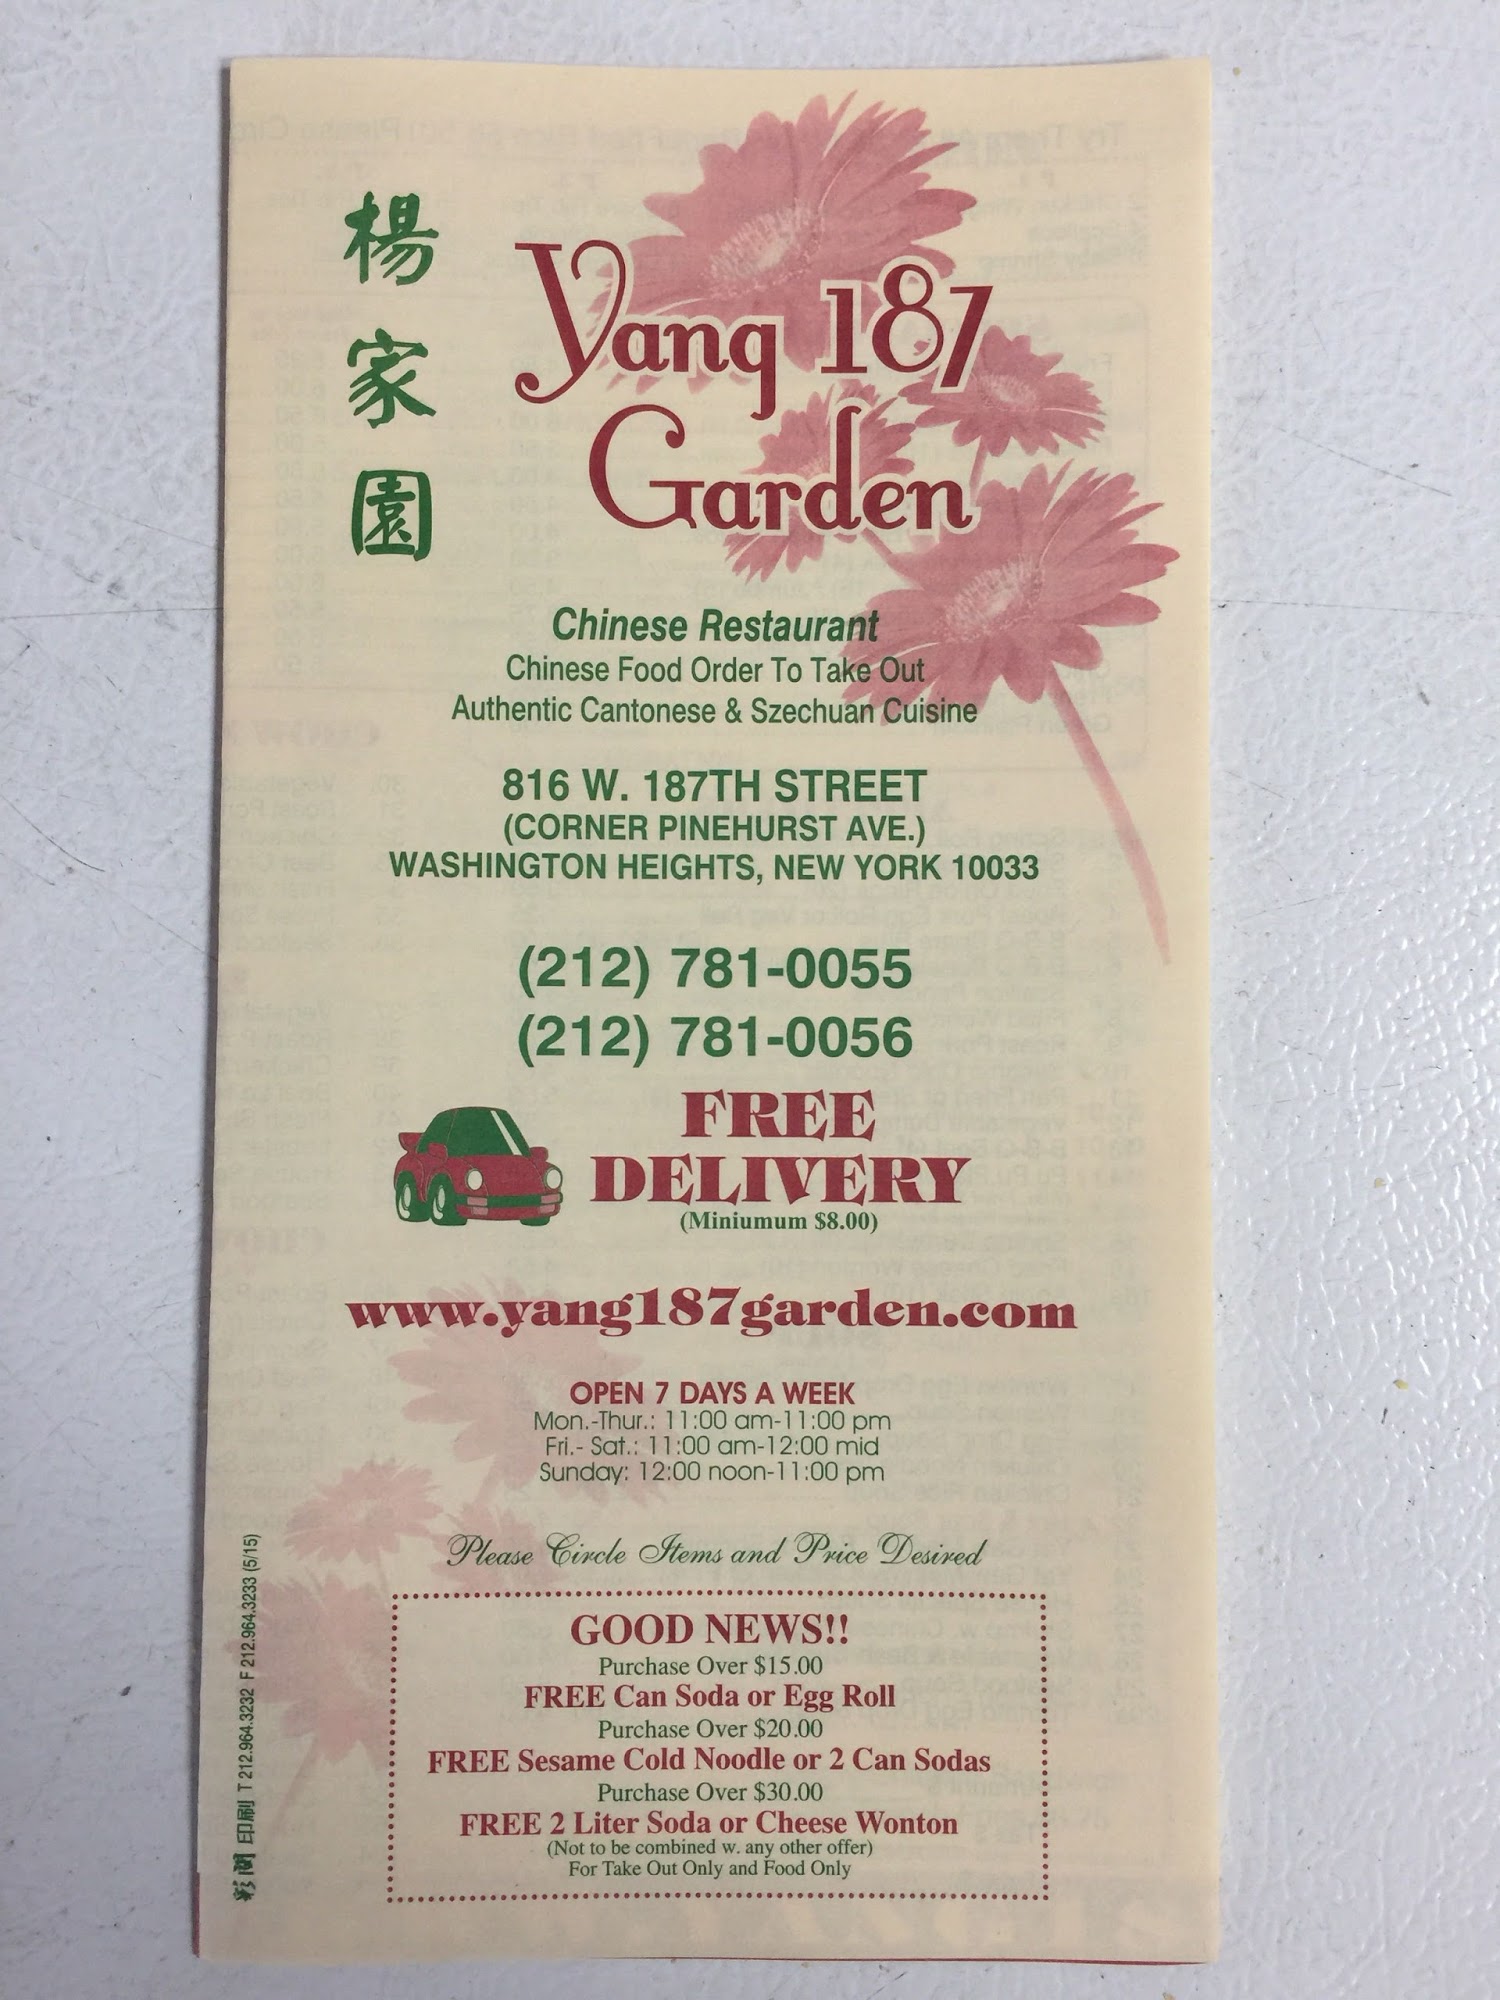 楊家園
Yang 187
Garden
Chinese Restaurant
Chinese Food Order To Take Out
Authentic Cantonese & Szechuan Cuisine
816 W. 187TH STREET
(CORNER PINEHURST AVE.)
WASHINGTON HEIGHTS, NEW YORK 10033
(212) 781-0055
(212) 781-0056
FREE
DELIVERY
(Miniumum $8.00)
www.yang187garden.com
OPEN 7 DAYS A WEEK
Mon.-Thur.: 11:00 am-11:00 pm
Fri.- Sat.: 11:00 am-12:00 mid
Sunday: 12:00 noon-11:00 pm
Please Circle Items and Price Desired
GOOD NEWS!!
Purchase Over $15.00
FREE Can Soda or Egg Roll
Purchase Over $20.00
FREE Sesame Cold Noodle or 2 Can Sodas
Purchase Over $30.00
FREE 2 Liter Soda or Cheese Wonton
(Not to be combined w. any other offer)
For Take Out Only and Food Only
印刷 T 212.964.3232 F 212.964.3233 (5/15)